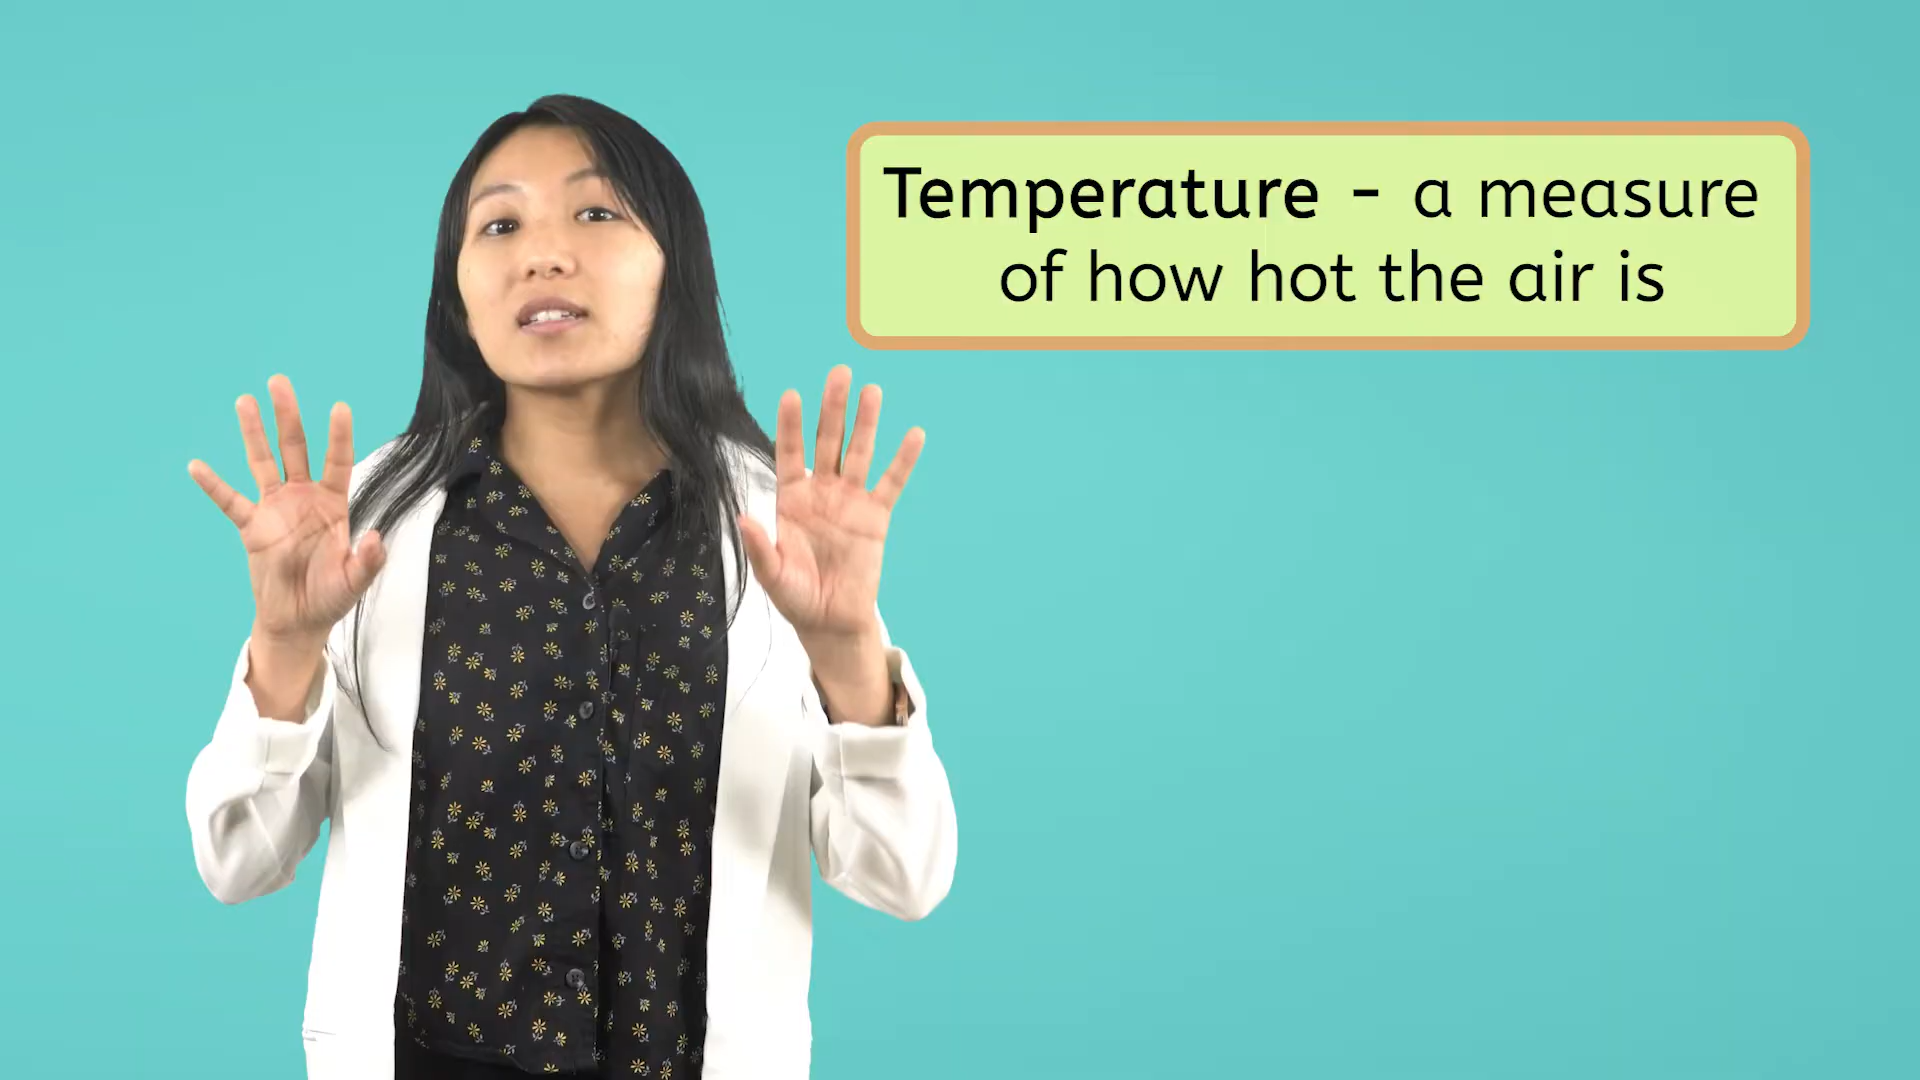 Temperature - a measure
of how hot the air is